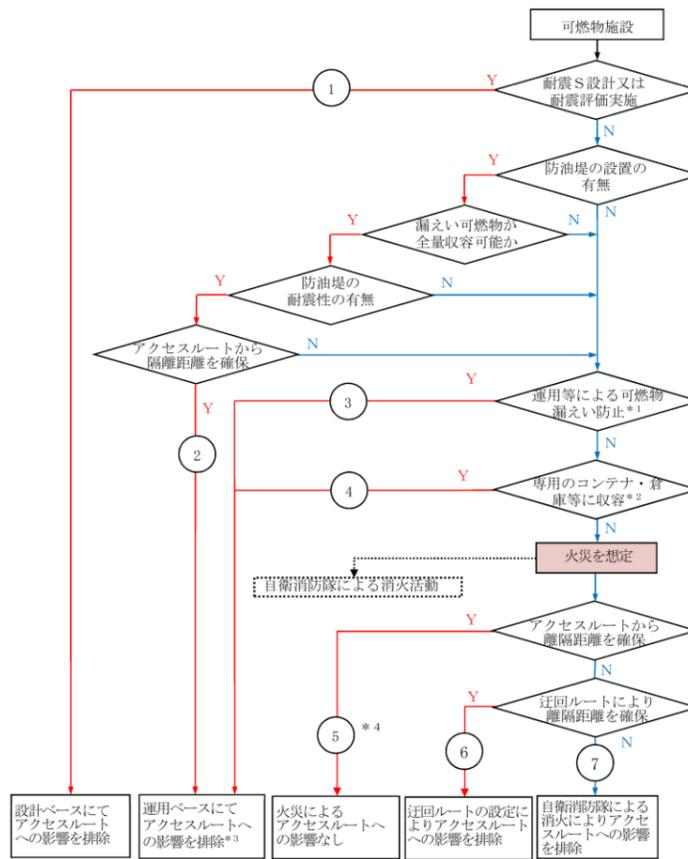 可燃物施設
耐震S設計又は
耐震評価実施
Y
①
N
防油堤の設置の
有無
Y
N
漏えい可燃物が
全量収容可能か
Y
N
防油堤の
耐震性の有無
Y
N
アクセスルートから
隔離距離を確保
N
Y
②
運用等による可燃物
漏えい防止*1
Y
③
N
専用のコンテナ・倉
庫等に収容*2
Y
④
N
火災を想定
自衛消防隊による消火活動
アクセスルートから
離隔距離を確保
Y
N
迂回ルートにより
離隔距離を確保
Y
N
⑤
*4
⑥
⑦
設計ベースにて
アクセスルート
への影響を排除
運用ベースにて
アクセスルートへ
の影響を排除*3
火災による
アクセスルートへ
の影響なし
迂回ルートの設定に
よりアクセスルート
への影響を排除
自衛消防隊による
消火によりアクセ
スルートへの影響
を排除